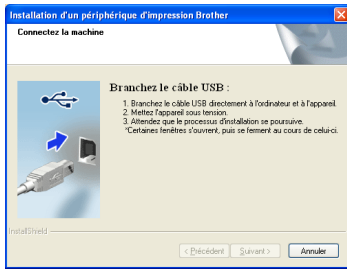 Installation d'un périphérique d'impression Brother
Connectez la machine
Branchez le câble USB :
1. Branchez le câble USB directement à l'ordinateur et à l'appareil.
2. Mettez l'appareil sous tension.
3. Attendez que le processus d'installation se poursuive.
*Certaines fenêtres s'ouvrent, puis se ferment au cours de celui-ci.
InstallShield
< Précédent
Suivant >
Annuler